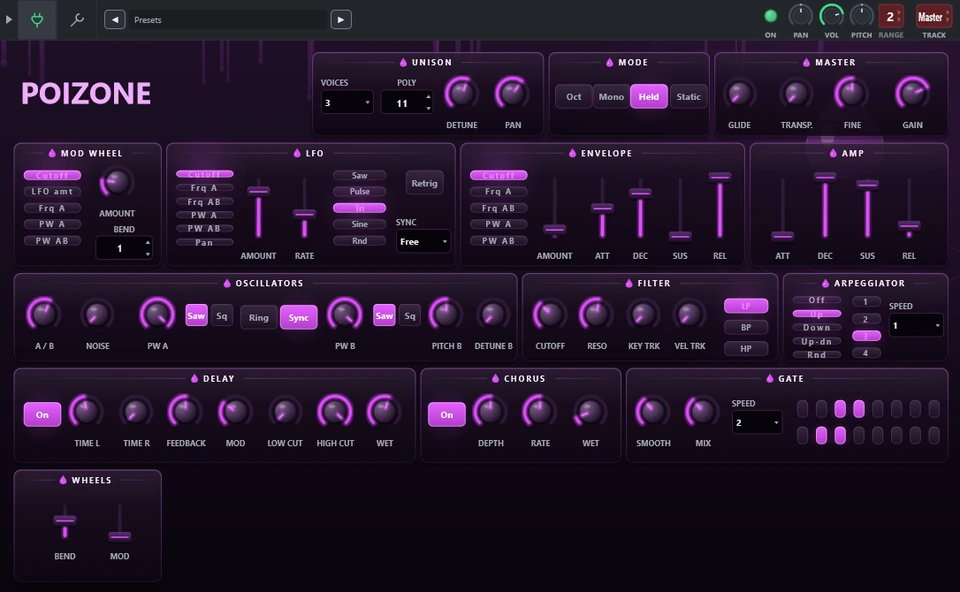 Presets
ON PAN VOL PITCH RANGE TRACK
2 Master
POIZONE
UNISON
VOICES POLY
3 11
DETUNE PAN
MODE
Oct Mono Held Static
MASTER
GLIDE TRANSP. FINE GAIN
MOD WHEEL
Cutoff
LFO amt
Frq A
PW A
PW AB
AMOUNT
BEND
1
LFO
Cutoff
Frq A
Frq AB
PW A
PW AB
Pan
AMOUNT RATE
Saw
Pulse
Tri
Sine
Rnd
Retrig
SYNC
Free
ENVELOPE
Cutoff
Frq A
Frq AB
PW A
PW AB
AMOUNT ATT DEC SUS REL
AMP
ATT DEC SUS REL
OSCILLATORS
Saw Sq Ring Sync Saw Sq
A / B NOISE PW A PW B PITCH B DETUNE B
FILTER
CUTOFF RESO KEY TRK VEL TRK
LP
BP
HP
ARPEGGIATOR
Off
Up
Down
Up-dn
Rnd
1
2
3
4
SPEED
1
DELAY
On
TIME L TIME R FEEDBACK MOD LOW CUT HIGH CUT WET
CHORUS
On
DEPTH RATE WET
GATE
SMOOTH MIX
SPEED
2
WHEELS
BEND MOD